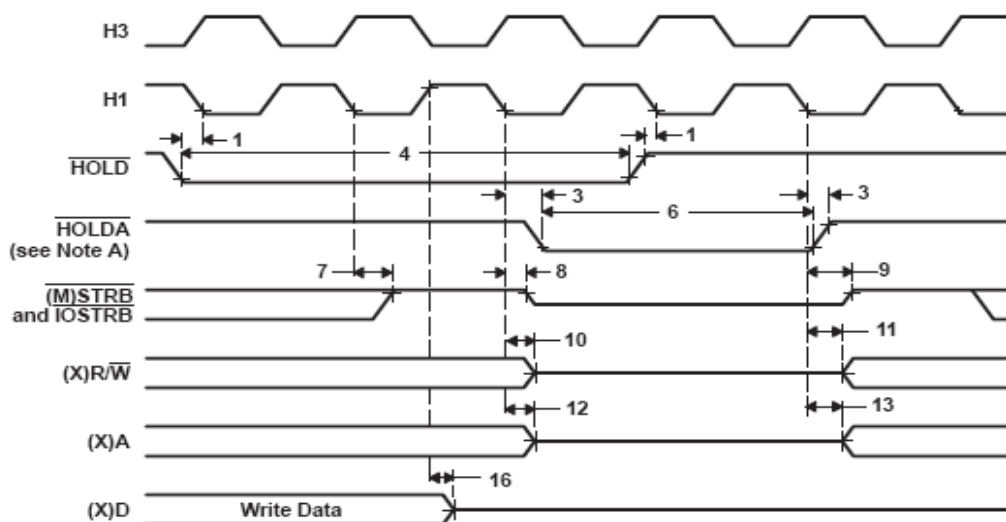 H3
H1
1
1
4
HOLD
3
3
6
HOLDA
(see Note A)
7
8
9
(M)STRB
and IOSTRB
10
11
(X)R/W
12
13
(X)A
16
(X)D
Write Data